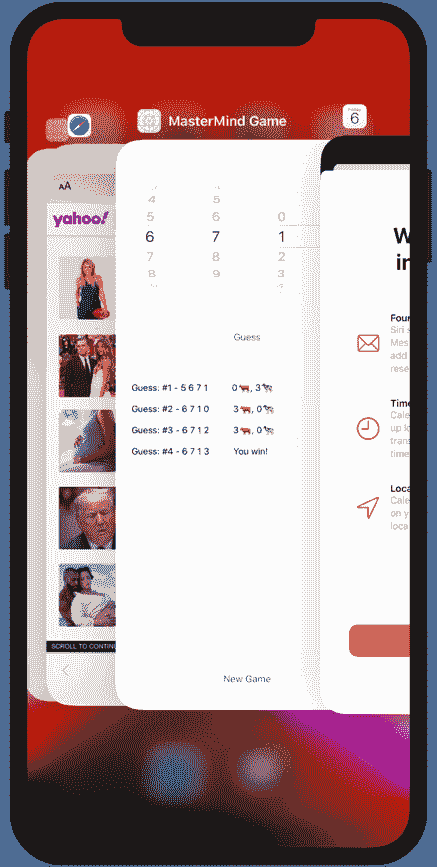 6
MasterMind Game
AA
yahoo!
4 5
5 6 0
6 7 1
7 8 2
8 9 3
Guess
Guess: #1 - 5 6 7 1 0🐂, 3🐄
Guess: #2 - 6 7 1 0 3🐂, 0🐄
Guess: #3 - 6 7 1 2 3🐂, 0🐄
Guess: #4 - 6 7 1 3 You win!
New Game
SCROLL TO CONTINU
W
in
Four
Siri s
Mes
add
rese
Time
Cale
up lo
trans
time
Loca
Cale
on y
loca